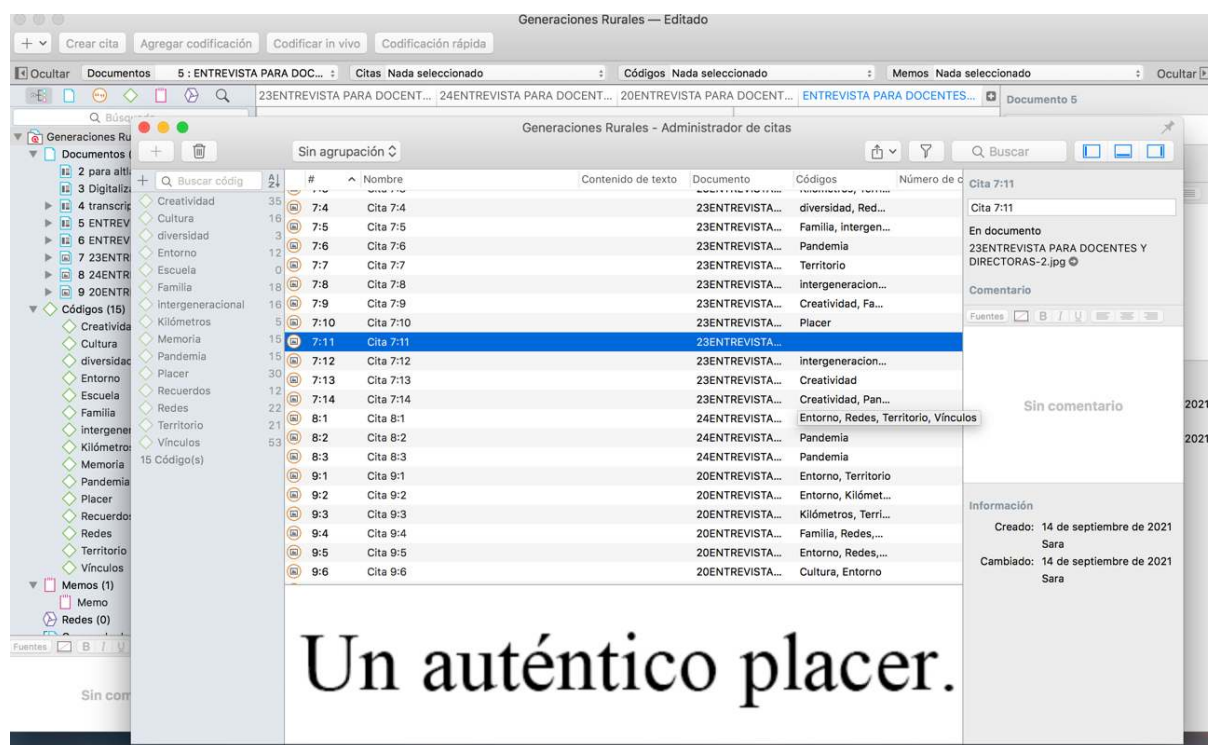 Generaciones Rurales — Editado
Crear cita Agregar codificación Codificar in vivo Codificación rápida
Ocultar Documentos 5 : ENTREVISTA PARA DOC... Citas Nada seleccionado Códigos Nada seleccionado Memos Nada seleccionado Ocultar
23ENTREVISTA PARA DOCENT... 24ENTREVISTA PARA DOCENT... 20ENTREVISTA PARA DOCENT... ENTREVISTA PARA DOCENTES... Documento 5
Generaciones Ru
Documentos (
2 para altl
3 Digitaliz
4 transcrip
5 ENTREV
6 ENTREV
7 23ENTR
8 24ENTR
9 20ENTR
Códigos (15)
Creativida
Cultura
diversidad
Entorno
Escuela
Familia
intergener
Kilómetro
Memoria
Pandemia
Placer
Recuerdo
Redes
Territorio
Vínculos
Memos (1)
Memo
Redes (0)
Fuentes B I U
Sin com
Generaciones Rurales - Administrador de citas
Sin agrupación Buscar
Buscar códig
Creatividad 35
Cultura 16
diversidad 3
Entorno 12
Escuela 0
Familia 18
intergeneracional 16
Kilómetros 5
Memoria 15
Pandemia 15
Placer 30
Recuerdos 12
Redes 22
Territorio 21
Vínculos 53
15 Código(s)
# Nombre Contenido de texto Documento Códigos Número de c
7:4 Cita 7:4 23ENTREVISTA... diversidad, Red...
7:5 Cita 7:5 23ENTREVISTA... Familia, intergen...
7:6 Cita 7:6 23ENTREVISTA... Pandemia
7:7 Cita 7:7 23ENTREVISTA... Territorio
7:8 Cita 7:8 23ENTREVISTA... intergeneracion...
7:9 Cita 7:9 23ENTREVISTA... Creatividad, Fa...
7:10 Cita 7:10 23ENTREVISTA... Placer
7:11 Cita 7:11 23ENTREVISTA...
7:12 Cita 7:12 23ENTREVISTA... intergeneracion...
7:13 Cita 7:13 23ENTREVISTA... Creatividad
7:14 Cita 7:14 23ENTREVISTA... Creatividad, Pan...
8:1 Cita 8:1 24ENTREVISTA... Entorno, Redes, Territorio, Vínculos
8:2 Cita 8:2 24ENTREVISTA... Pandemia
8:3 Cita 8:3 24ENTREVISTA... Pandemia
9:1 Cita 9:1 20ENTREVISTA... Entorno, Territorio
9:2 Cita 9:2 20ENTREVISTA... Entorno, Kilómet...
9:3 Cita 9:3 20ENTREVISTA... Kilómetros, Terri...
9:4 Cita 9:4 20ENTREVISTA... Familia, Redes,...
9:5 Cita 9:5 20ENTREVISTA... Entorno, Redes,...
9:6 Cita 9:6 20ENTREVISTA... Cultura, Entorno
Un auténtico placer.
Cita 7:11
Cita 7:11
En documento
23ENTREVISTA PARA DOCENTES Y
DIRECTORAS-2.jpg
Comentario
Fuentes B I U
Sin comentario
Información
Creado: 14 de septiembre de 2021
Sara
Cambiado: 14 de septiembre de 2021
Sara
2021
2021